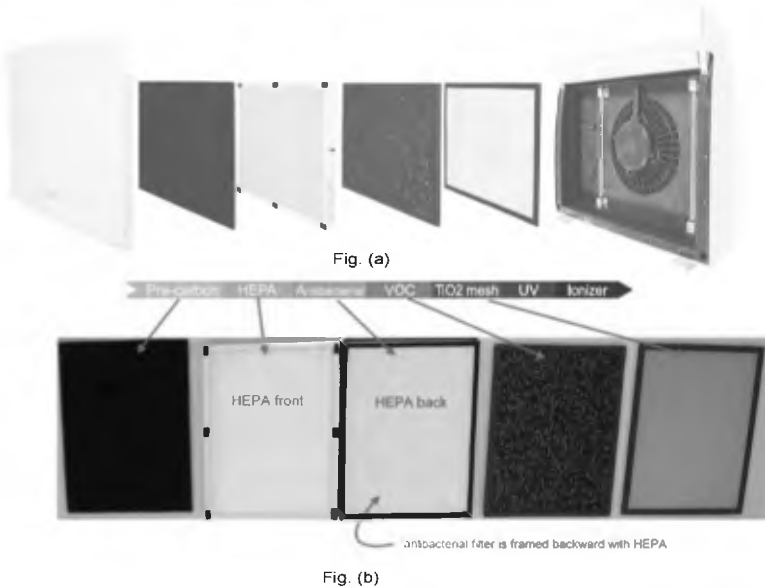 Fig. (a)
Pre-carbon HEPA Antibacterial VOC TiO2 mesh UV Ionizer
HEPA front
HEPA back
antibacterial filter is framed backward with HEPA
Fig. (b)